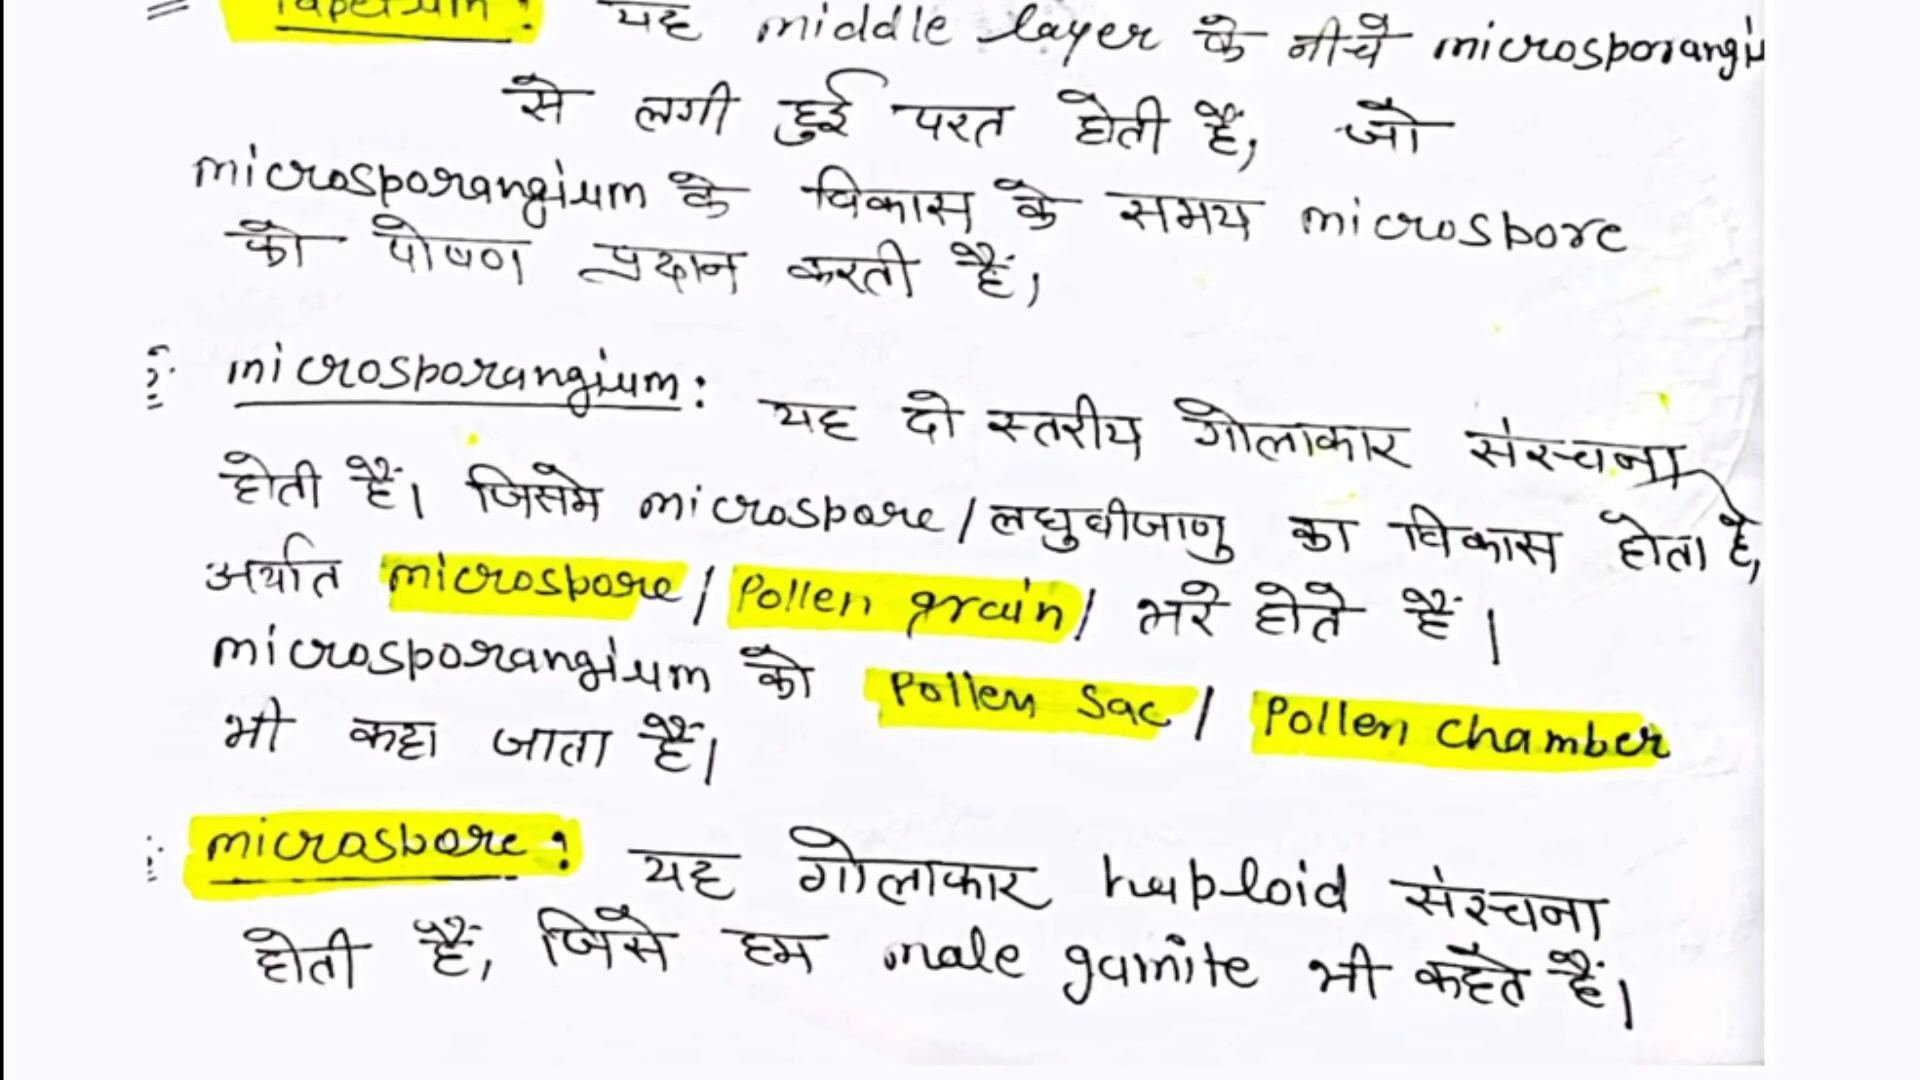 Tapetum: यह middle layer के नीचे microsporangi
से लगी हुई परत होती हैं, जो
microsporangium के विकास के समय microspore
को पोषण प्रदान करती हैं।
microsporangium: यह दो स्तरीय गोलाकार संरचना
होती हैं। जिसमे microspore/लघुबीजाणु का विकास होता है,
अर्थात microspore/ Pollen grain/ भरे होते हैं।
microsporangium को Pollen Sac/ Pollen chamber
भी कहा जाता हैं।
microspore: यह गोलाकार haploid संरचना
होती हैं, जिसे हम male gamite भी कहते हैं।